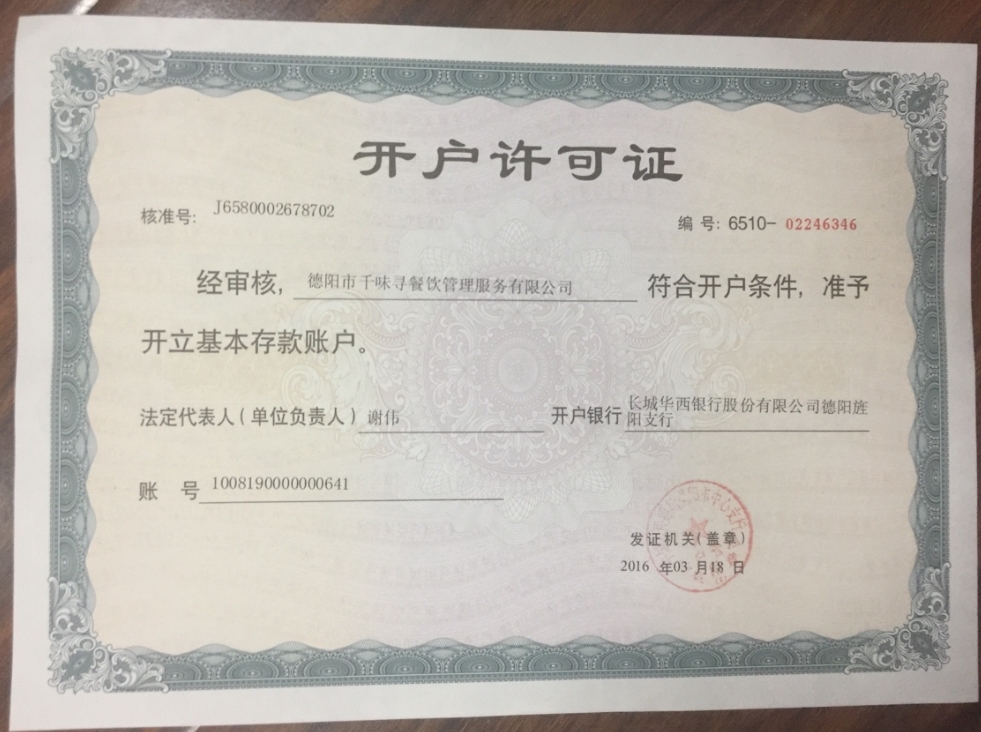 开户许可证
核准号: J6580002678702
编 号: 6510- 02246346
经审核, 德阳市千味寻餐饮管理服务有限公司 符合开户条件, 准予
开立基本存款账户。
法定代表人(单位负责人) 谢伟 开户银行 长城华西银行股份有限公司德阳旌
阳支行
账 号 1008190000000641
发证机关(盖章)
2016 年03 月18 日